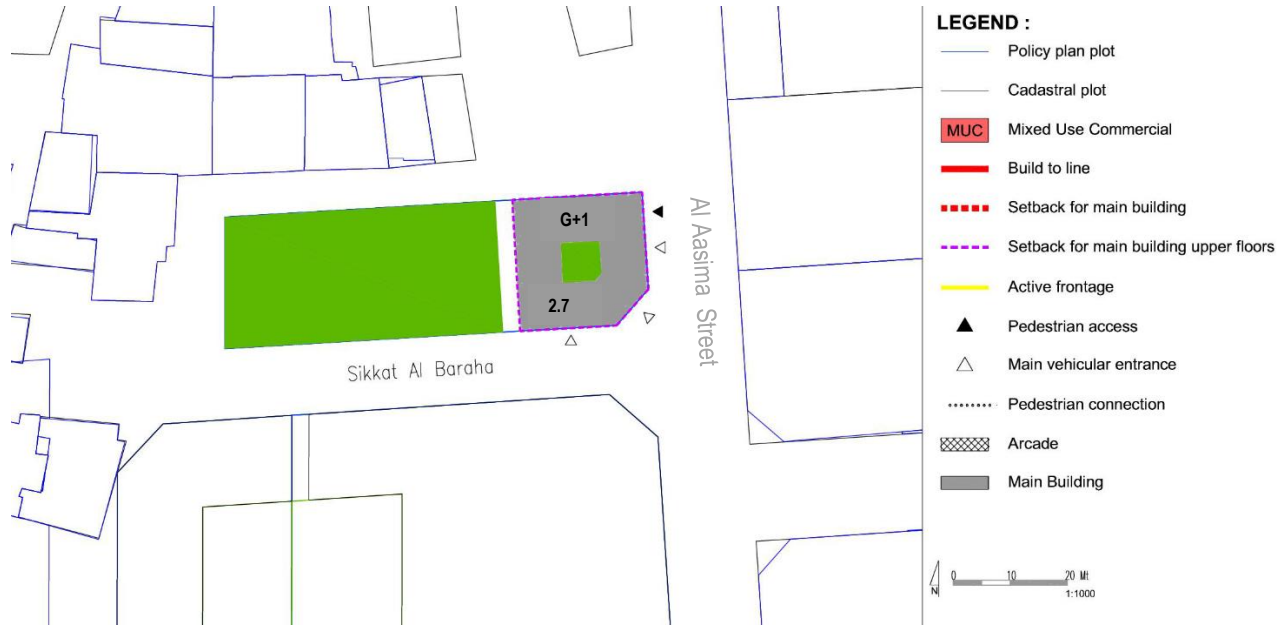 G+1
2.7
Al Aasima Street
Sikkat Al Baraha
LEGEND :
Policy plan plot
Cadastral plot
MUC Mixed Use Commercial
Build to line
Setback for main building
Setback for main building upper floors
Active frontage
Pedestrian access
Main vehicular entrance
Pedestrian connection
Arcade
Main Building
N
0 10 20 Mt
1:1000